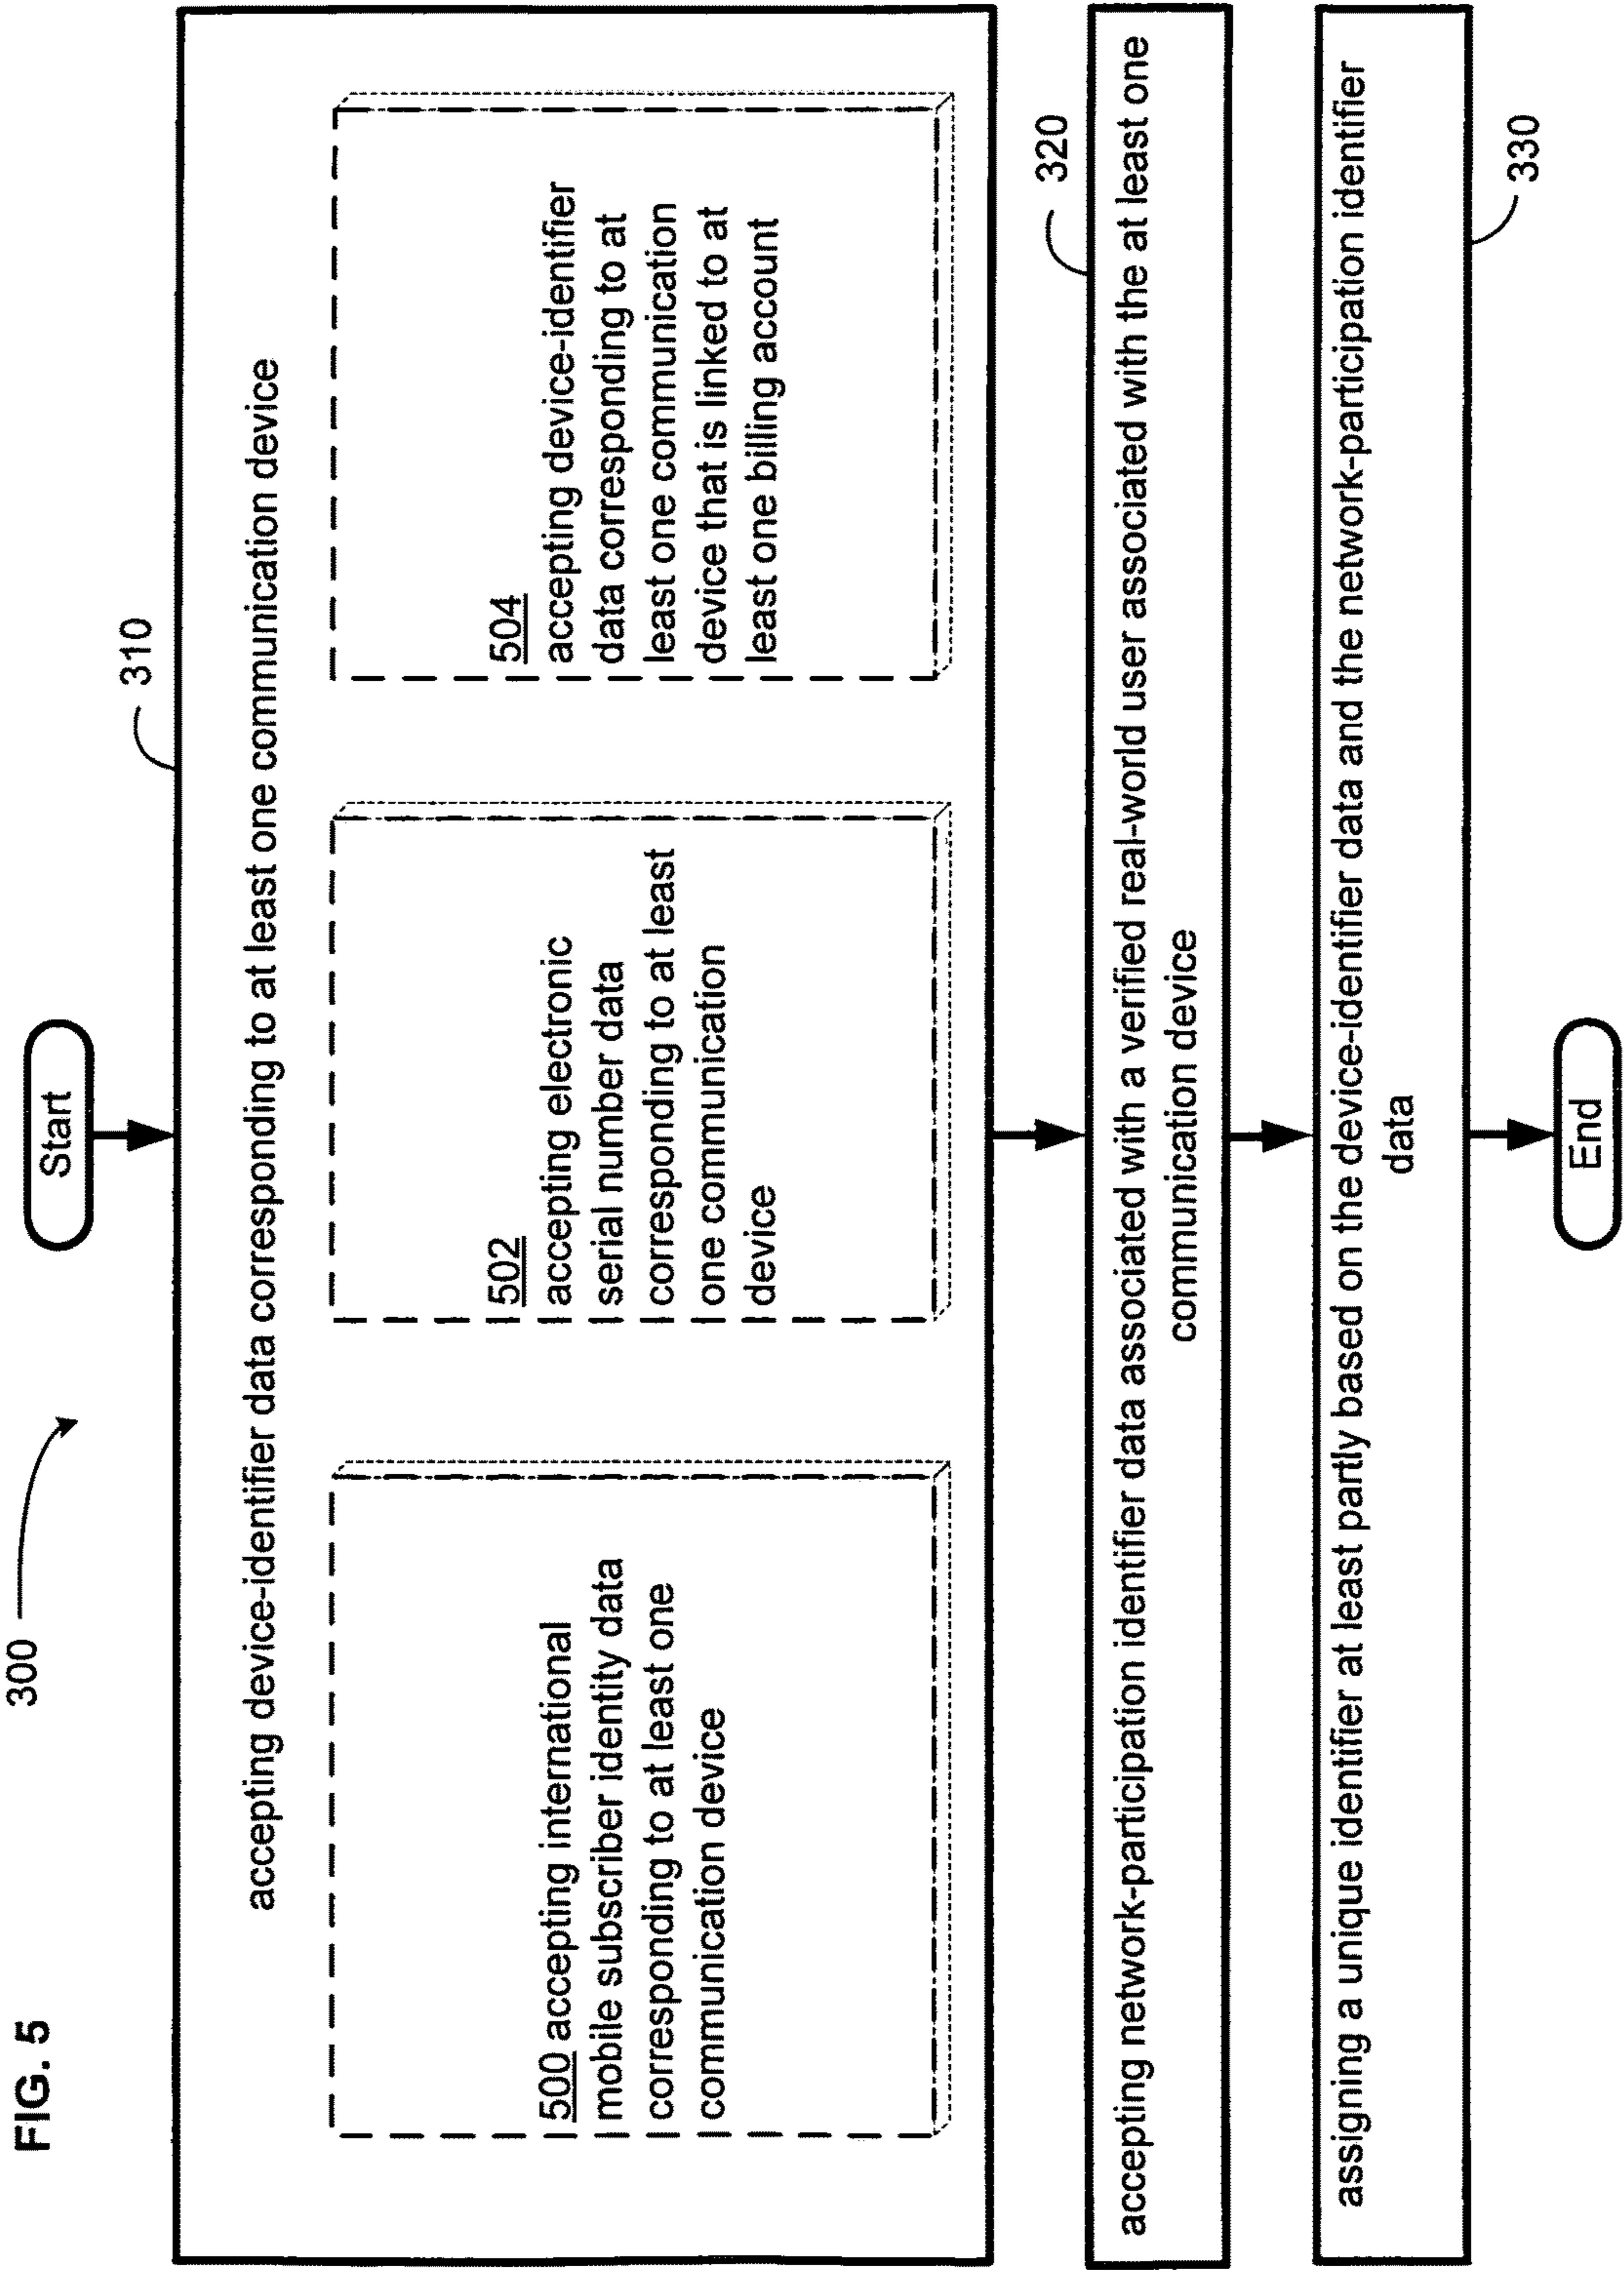 FIG. 5
300
Start
310
accepting device-identifier data corresponding to at least one communication device
500 accepting international
mobile subscriber identity data
corresponding to at least one
communication device
502
accepting electronic
serial number data
corresponding to at least
one communication
device
504
accepting device-identifier
data corresponding to at
least one communication
device that is linked to at
least one billing account
320
accepting network-participation identifier data associated with a verified real-world user associated with the at least one
communication device
assigning a unique identifier at least partly based on the device-identifier data and the network-participation identifier
data
330
End